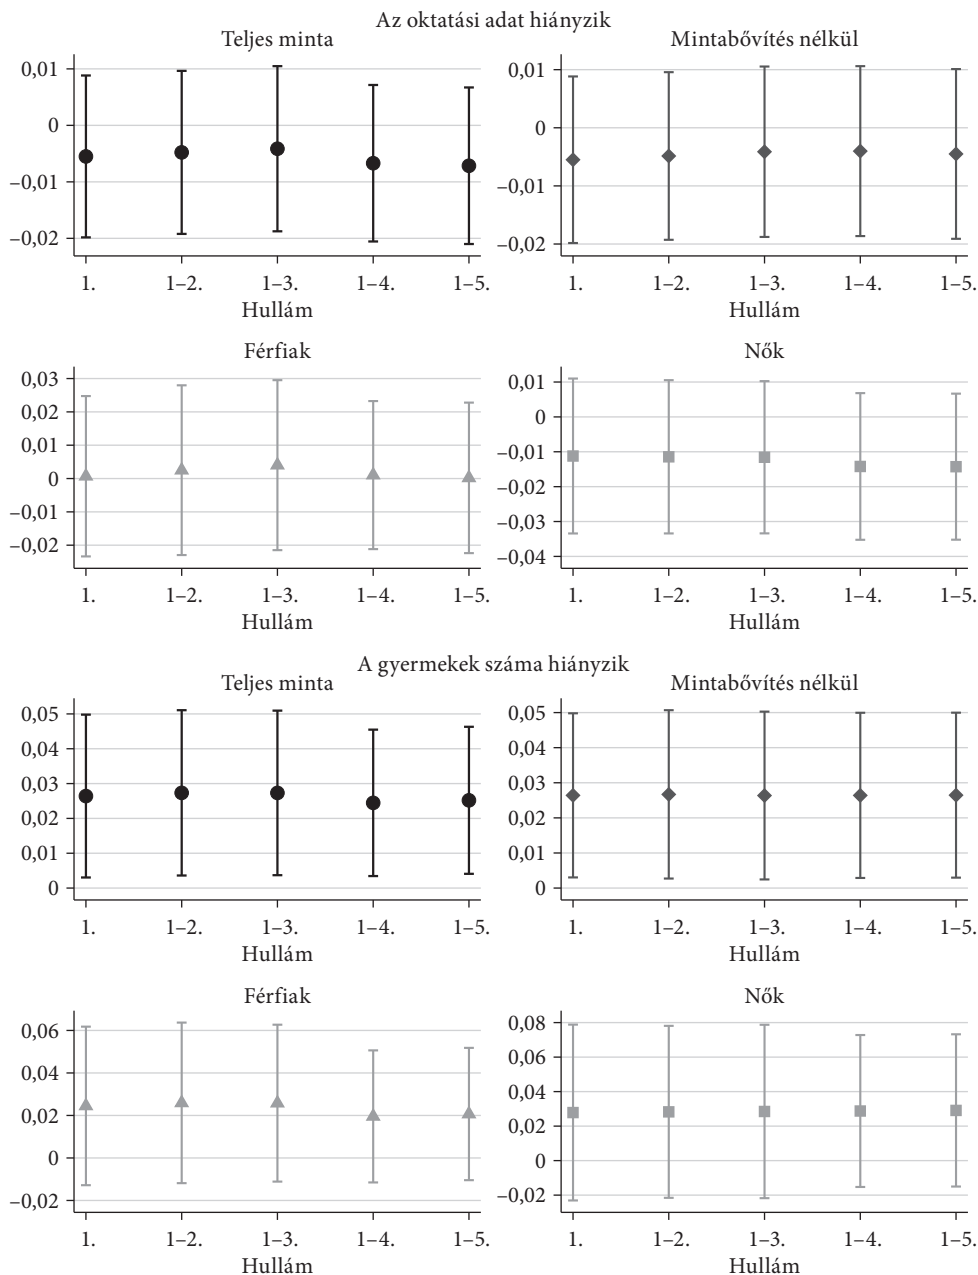 Az oktatási adat hiányzik
Teljes minta
0,01
0
–0,01
–0,02
1. 1–2. 1–3. 1–4. 1–5.
Hullám
Mintabővítés nélkül
0,01
0
–0,01
–0,02
1. 1–2. 1–3. 1–4. 1–5.
Hullám
Férfiak
0,03
0,02
0,01
0
–0,01
–0,02
1. 1–2. 1–3. 1–4. 1–5.
Hullám
Nők
0,01
0
–0,01
–0,02
–0,03
–0,04
1. 1–2. 1–3. 1–4. 1–5.
Hullám
A gyermekek száma hiányzik
Teljes minta
0,05
0,04
0,03
0,02
0,01
0
1. 1–2. 1–3. 1–4. 1–5.
Hullám
Mintabővítés nélkül
0,05
0,04
0,03
0,02
0,01
0
1. 1–2. 1–3. 1–4. 1–5.
Hullám
Férfiak
0,06
0,04
0,02
0
–0,02
1. 1–2. 1–3. 1–4. 1–5.
Hullám
Nők
0,08
0,06
0,04
0,02
0
–0,02
1. 1–2. 1–3. 1–4. 1–5.
Hullám